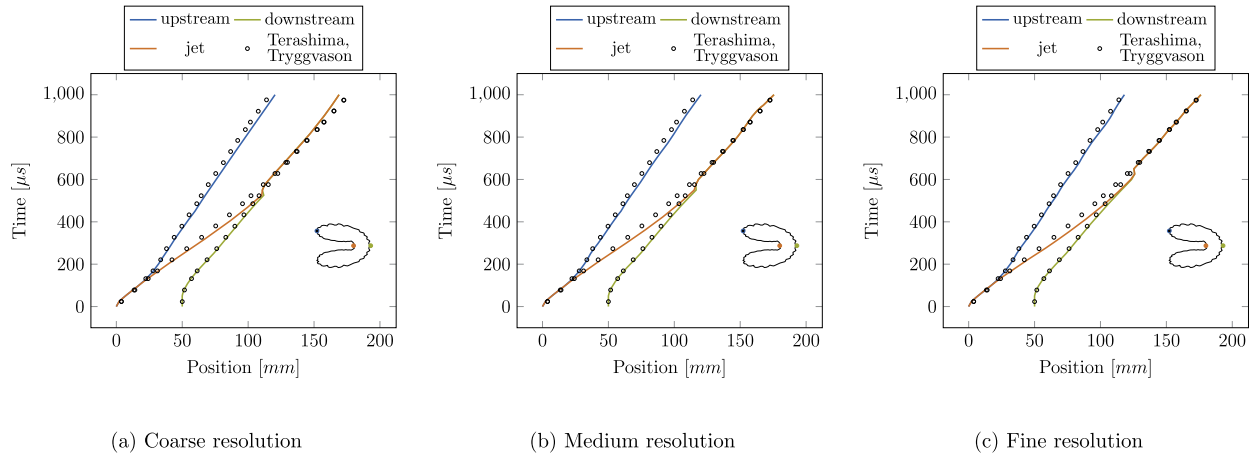 upstream downstream
jet Terashima,
Tryggvason
1,000
800
600
400
200
0
Time [μs]
0 50 100 150 200
Position [mm]
(a) Coarse resolution
upstream downstream
jet Terashima,
Tryggvason
1,000
800
600
400
200
0
Time [μs]
0 50 100 150 200
Position [mm]
(b) Medium resolution
upstream downstream
jet Terashima,
Tryggvason
1,000
800
600
400
200
0
Time [μs]
0 50 100 150 200
Position [mm]
(c) Fine resolution